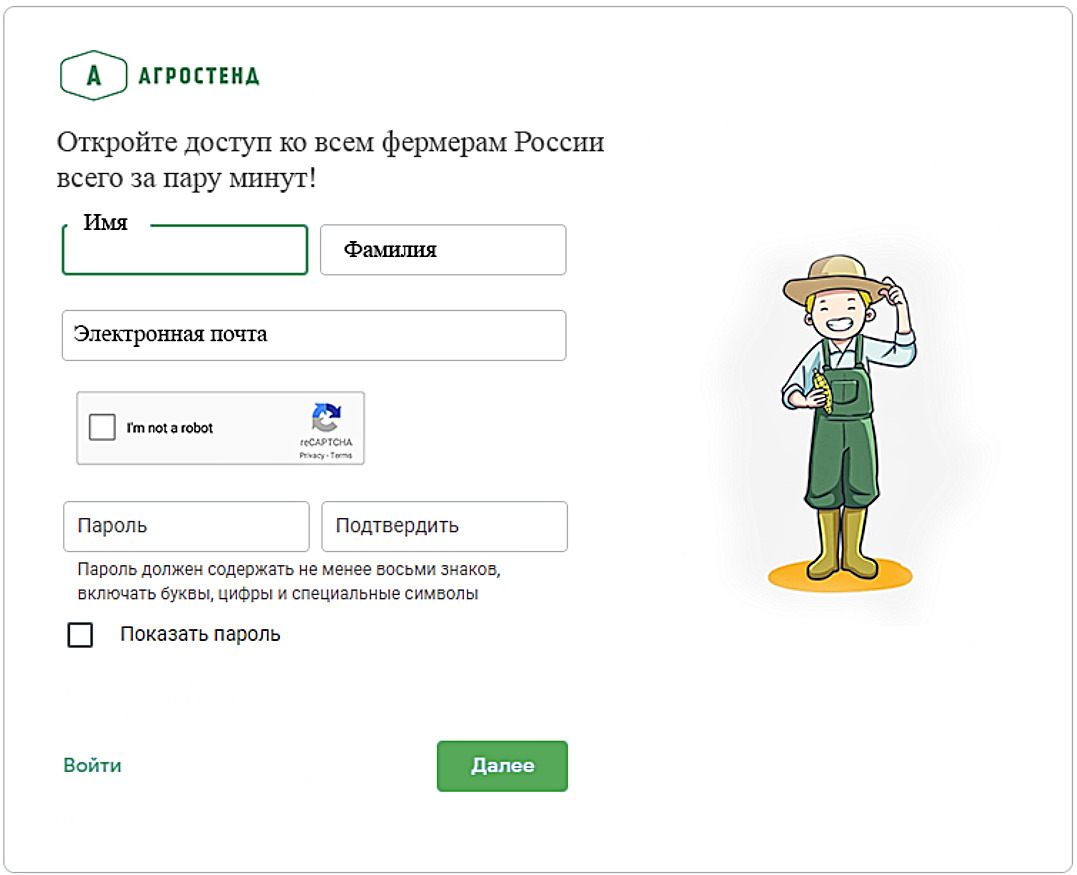 А АГРОСТЕНД
Откройте доступ ко всем фермерам России
всего за пару минут!
Имя
Фамилия
Электронная почта
I'm not a robot
reCAPTCHA
Privacy - Terms
Пароль
Подтвердить
Пароль должен содержать не менее восьми знаков,
включать буквы, цифры и специальные символы
Показать пароль
Войти
Далее